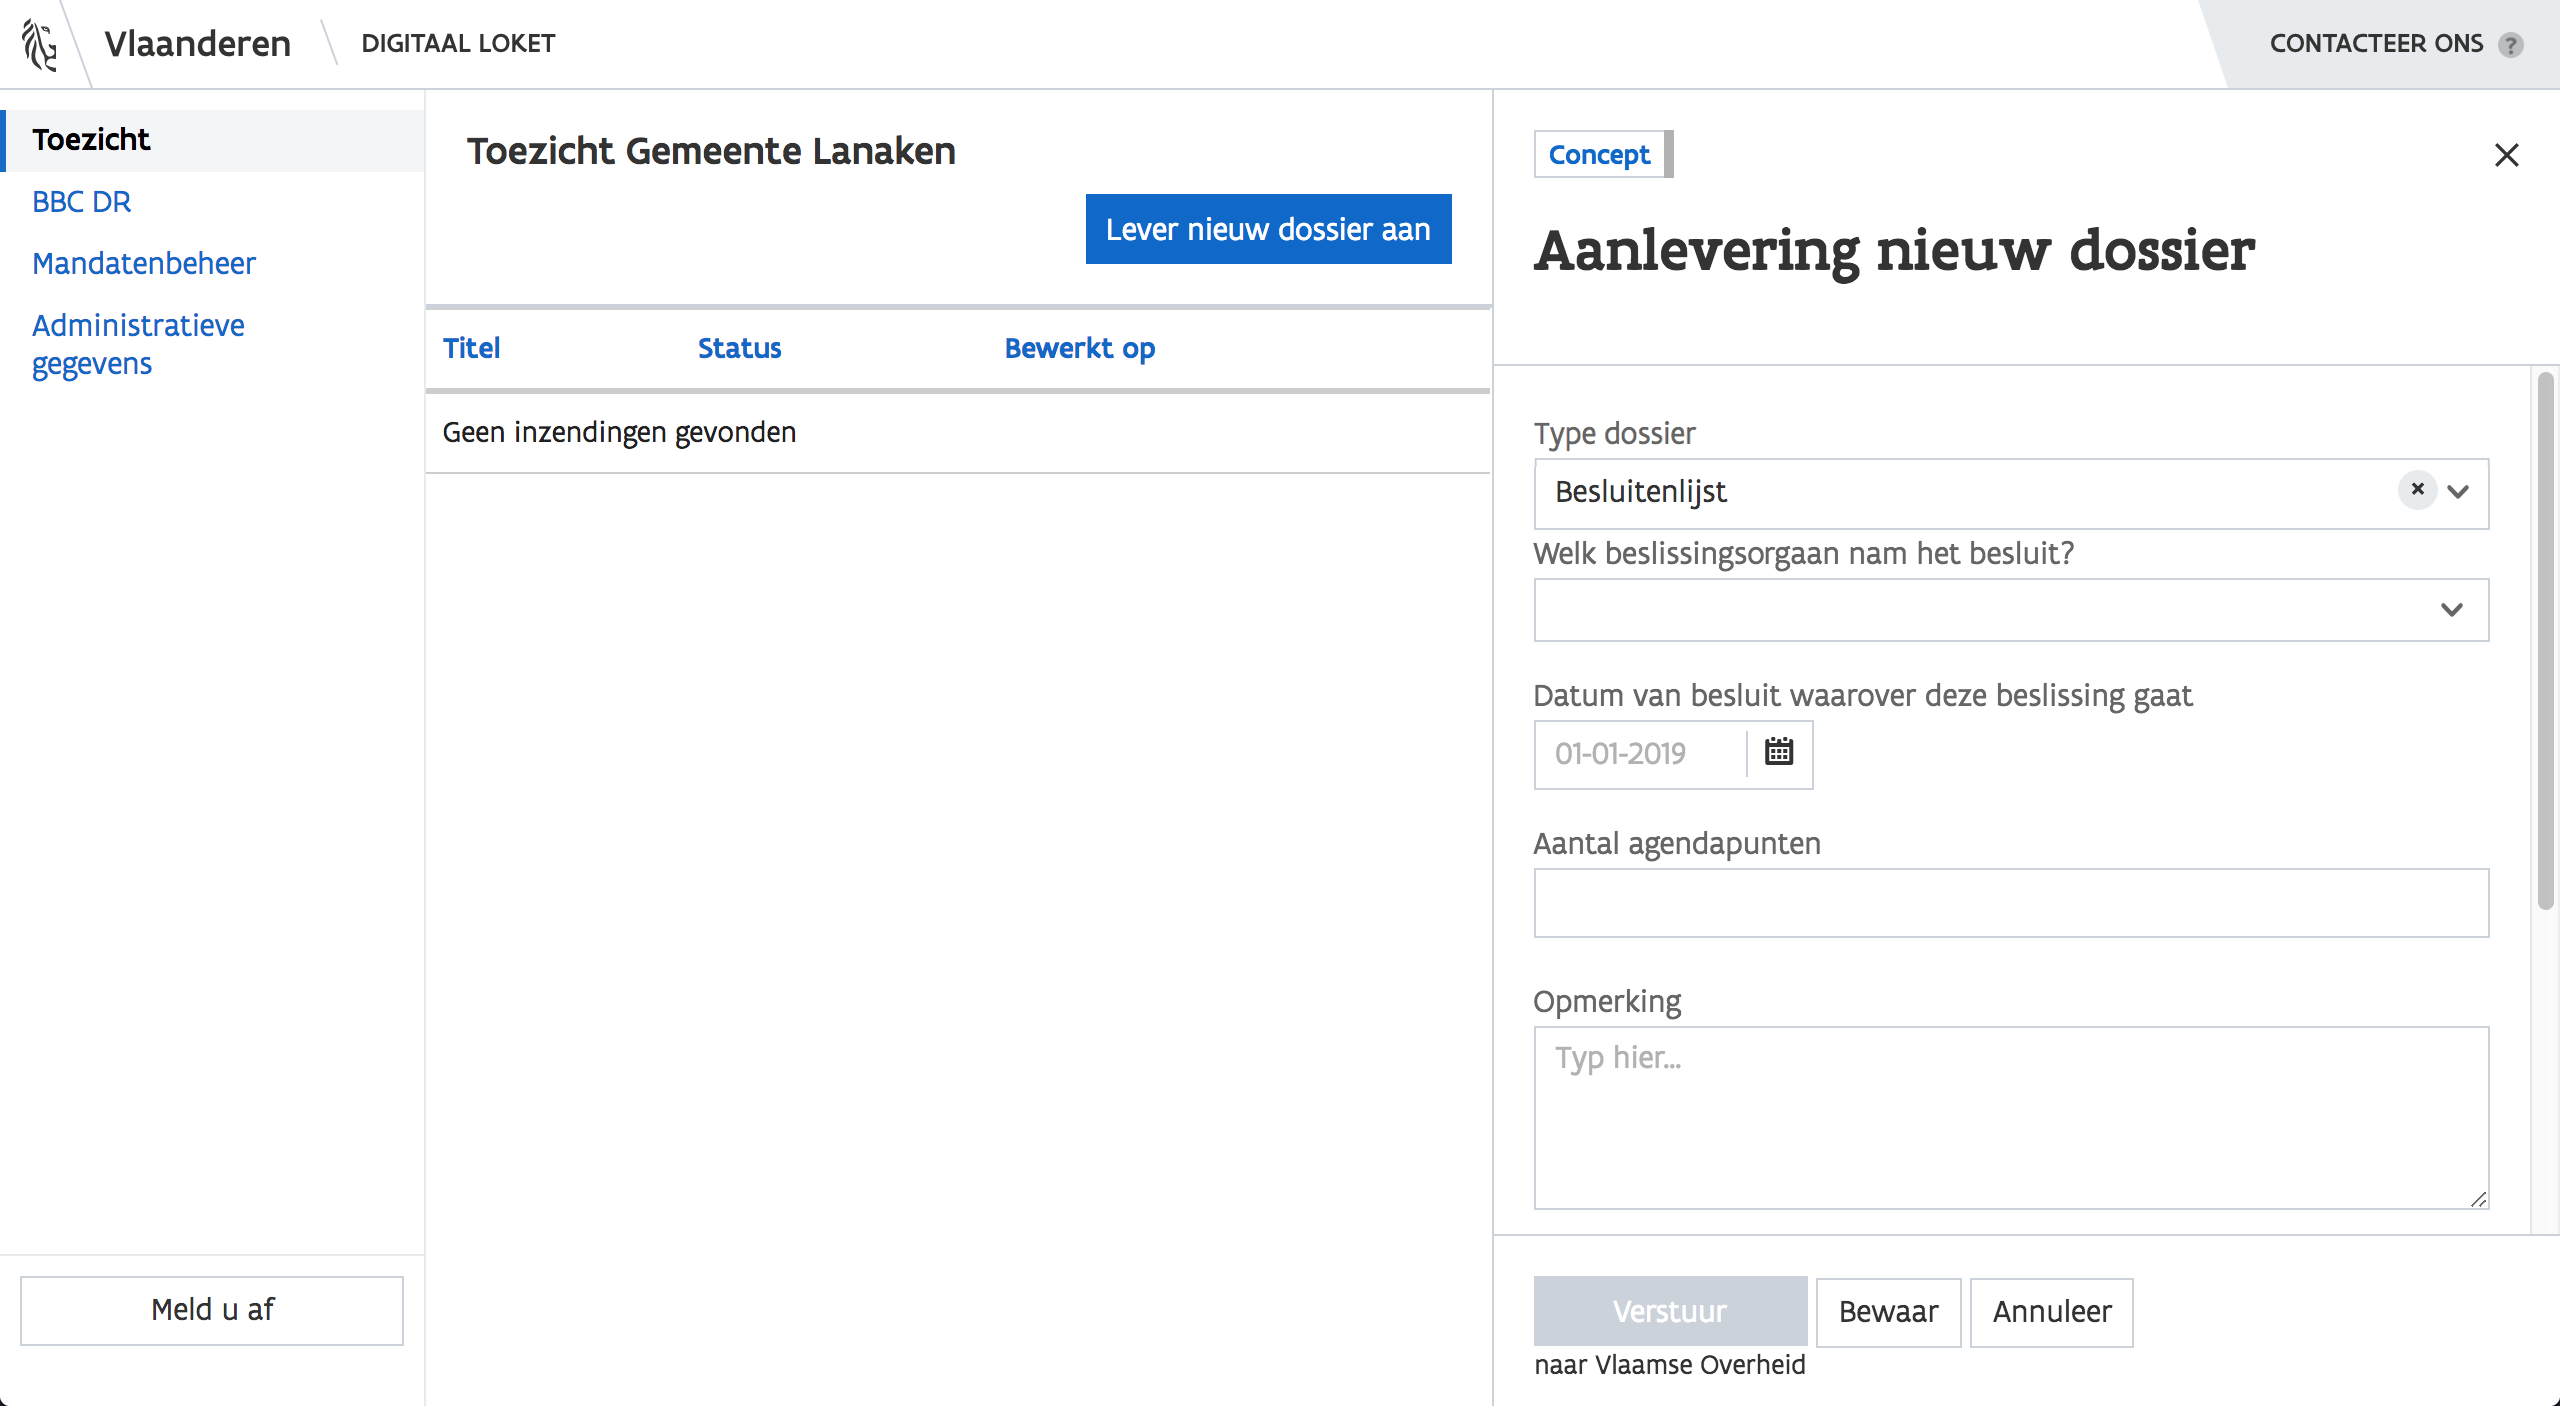 Vlaanderen
DIGITAAL LOKET
CONTACTEER ONS ?
Toezicht
BBC DR
Mandatenbeheer
Administratieve
gegevens
Meld u af
Toezicht Gemeente Lanaken
Lever nieuw dossier aan
Titel Status Bewerkt op
Geen inzendingen gevonden
Concept
Aanlevering nieuw dossier
Type dossier
Besluitenlijst
Welk beslissingsorgaan nam het besluit?
Datum van besluit waarover deze beslissing gaat
01-01-2019
Aantal agendapunten
Opmerking
Typ hier...
Verstuur
Bewaar
Annuleer
naar Vlaamse Overheid